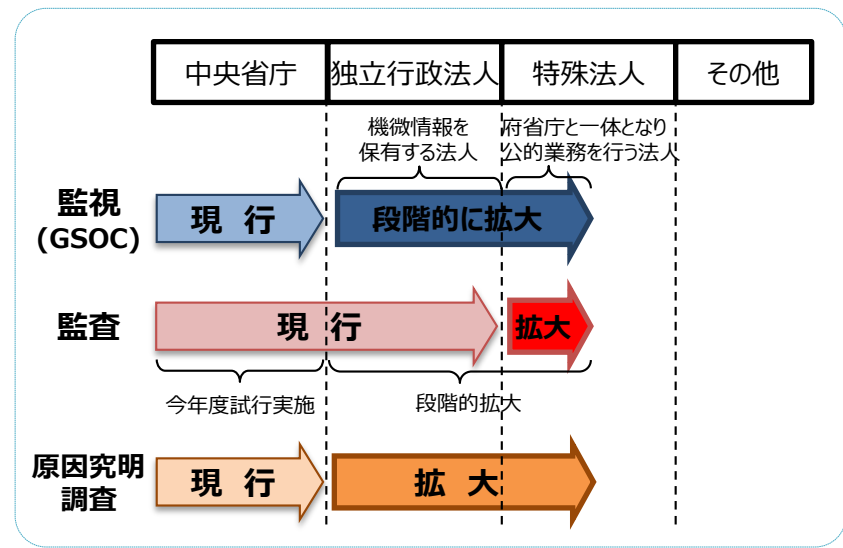 中央省庁 独立行政法人 特殊法人 その他
機微情報を
保有する法人
府省庁と一体となり
公的業務を行う法人
監視
(GSOC)
現 行
段階的に拡大
監査
現 行
拡大
今年度試行実施
段階的拡大
原因究明
調査
現 行
拡 大